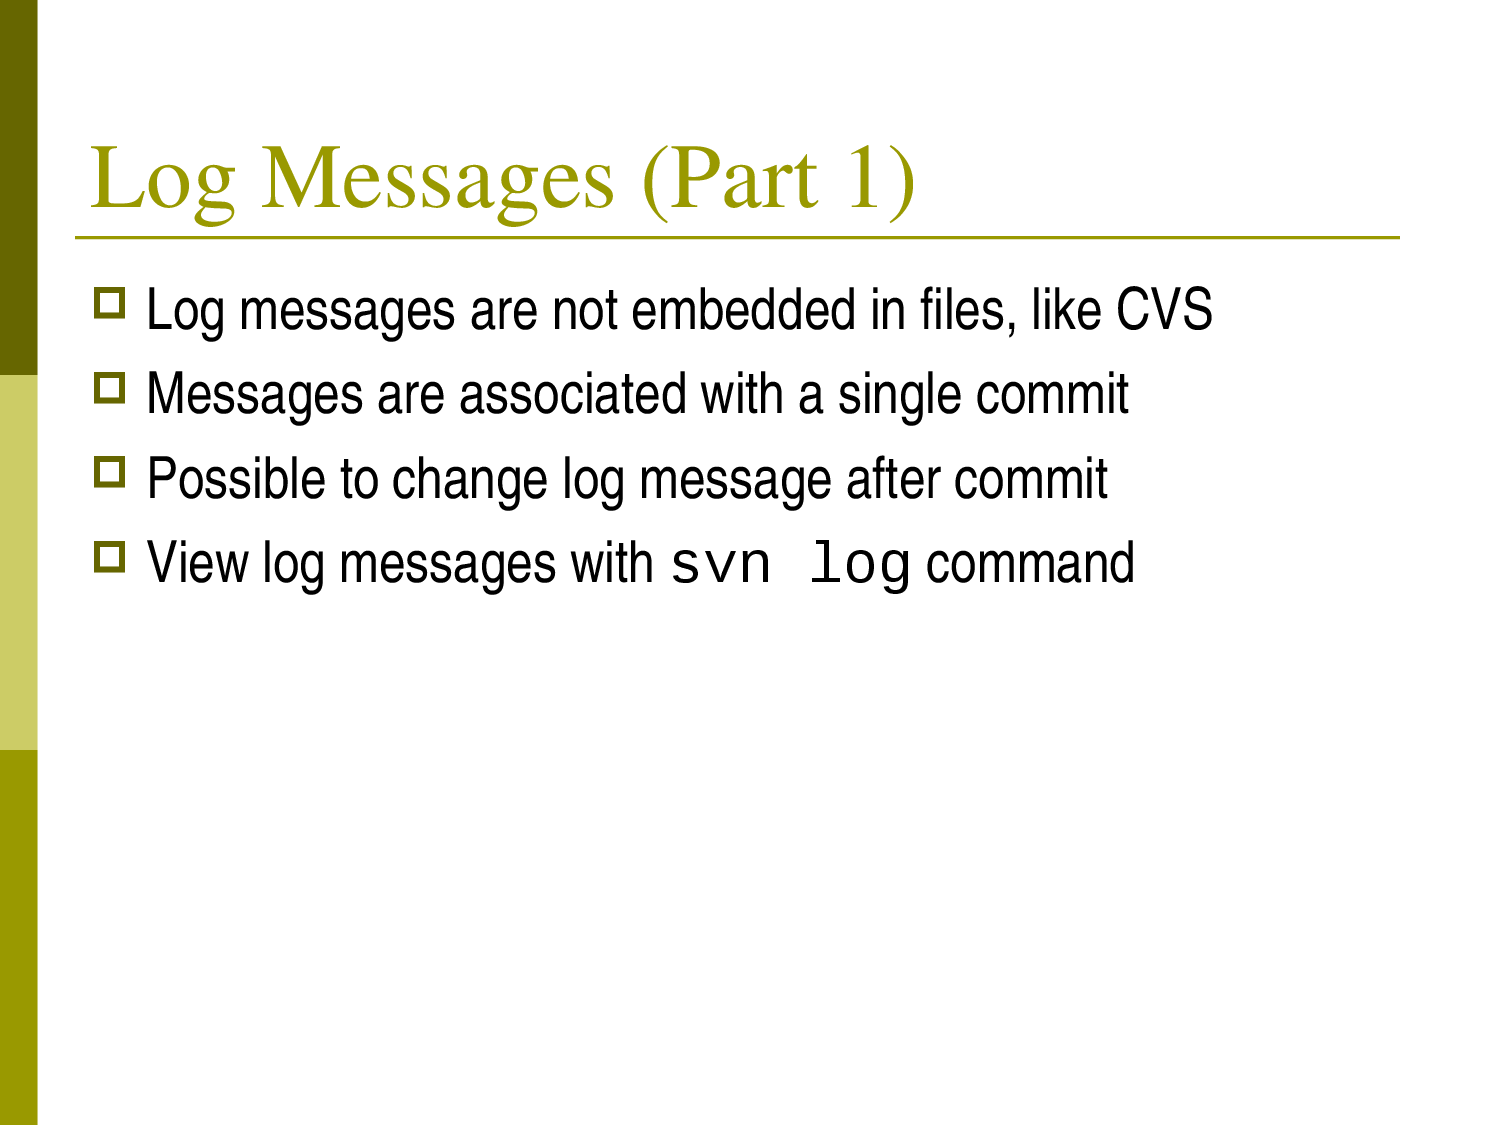 Log Messages (Part 1)
Log messages are not embedded in files, like CVS
Messages are associated with a single commit
Possible to change log message after commit
View log messages with svn log command